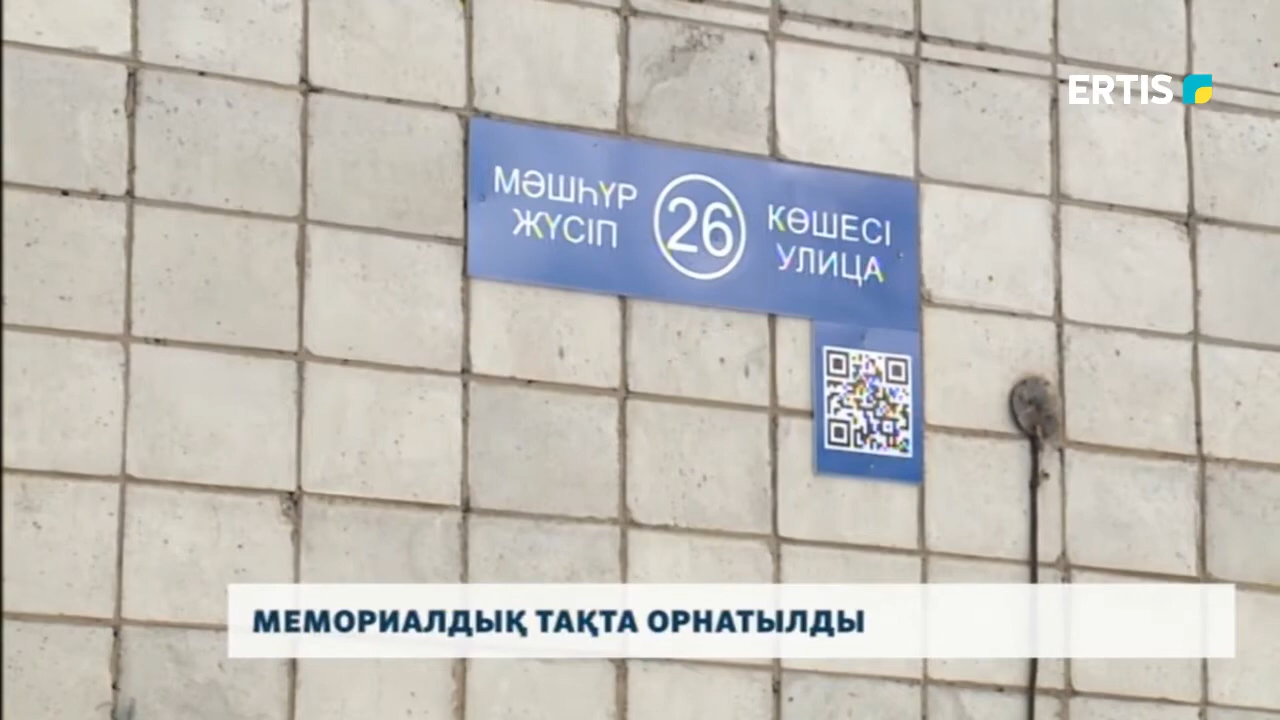 ERTIS
МӘШҺҮР
ЖҮСІП
26
КӨШЕСІ
УЛИЦА
МЕМОРИАЛДЫҚ ТАҚТА ОРНАТЫЛДЫ